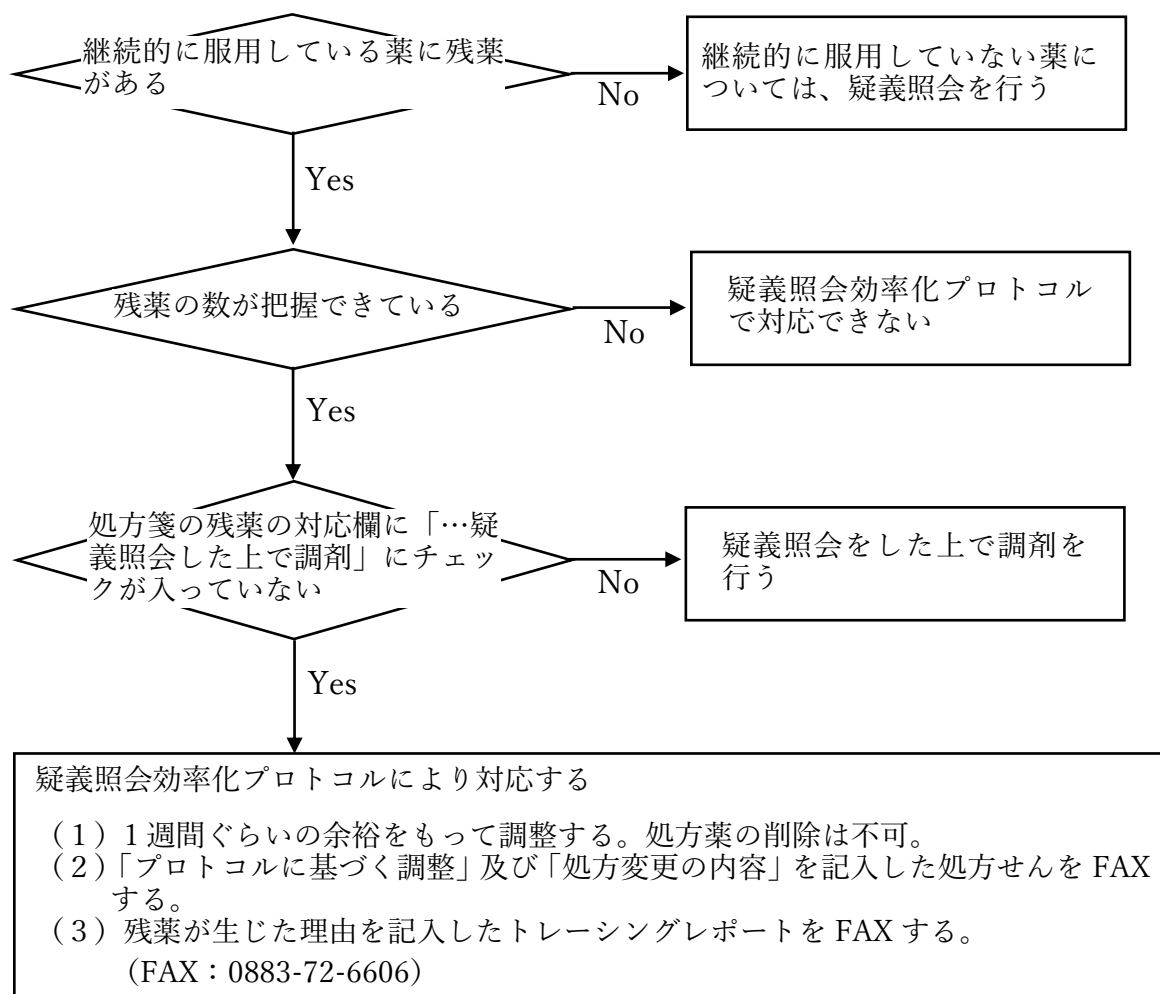 継続的に服用している薬に残薬
がある
No
継続的に服用していない薬に
ついては、疑義照会を行う
Yes
残薬の数が把握できている
No
疑義照会効率化プロトコル
で対応できない
Yes
処方箋の残薬の対応欄に「…疑
義照会した上で調剤」にチェッ
クが入っていない
No
疑義照会をした上で調剤を
行う
Yes
疑義照会効率化プロトコルにより対応する
（1）1週間ぐらいの余裕をもって調整する。処方薬の削除は不可。
（2）「プロトコルに基づく調整」及び「処方変更の内容」を記入した処方せんを FAX
する。
（3）残薬が生じた理由を記入したトレーシングレポートを FAX する。
（FAX：0883-72-6606）